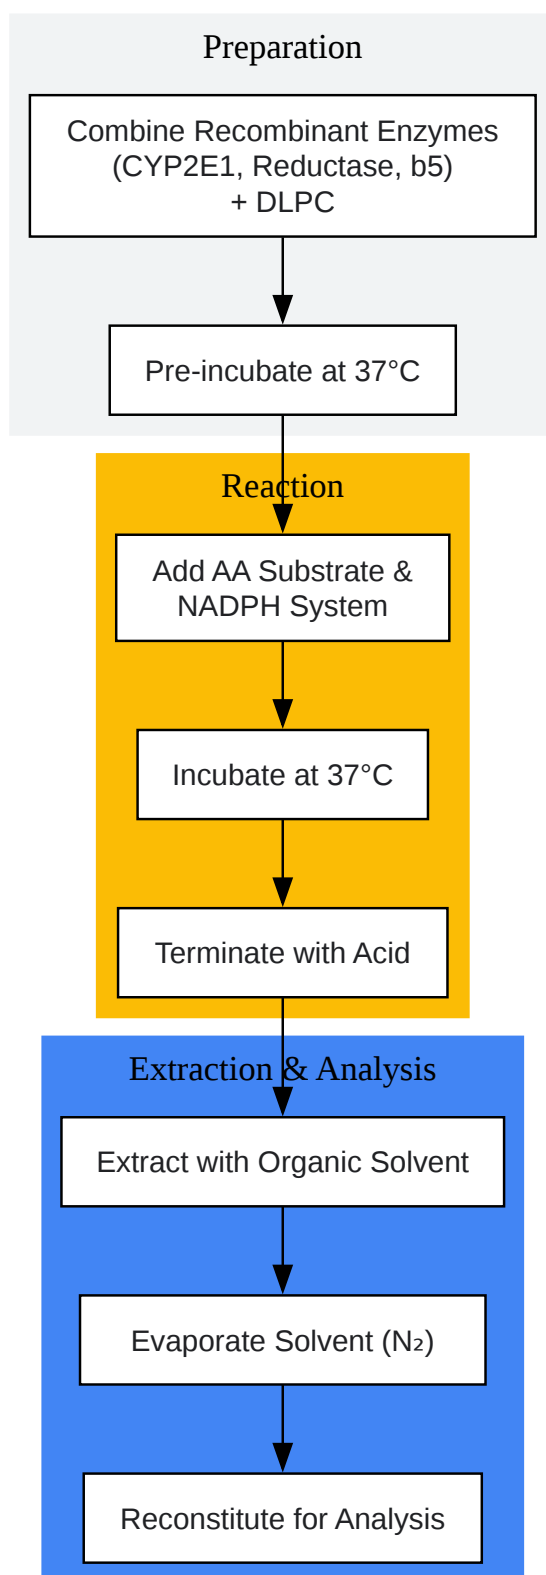 Preparation
Combine Recombinant Enzymes
(CYP2E1, Reductase, b5)
+ DLPC
Pre-incubate at 37°C
Reaction
Add AA Substrate &
NADPH System
Incubate at 37°C
Terminate with Acid
Extraction & Analysis
Extract with Organic Solvent
Evaporate Solvent (N₂)
Reconstitute for Analysis